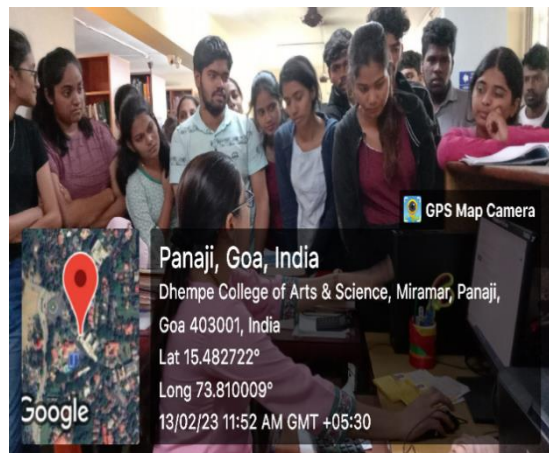 GPS Map Camera
Panaji, Goa, India
Dhempe College of Arts & Science, Miramar, Panaji,
Goa 403001, India
Lat 15.482722°
Long 73.810009°
13/02/23 11:52 AM GMT +05:30
Google